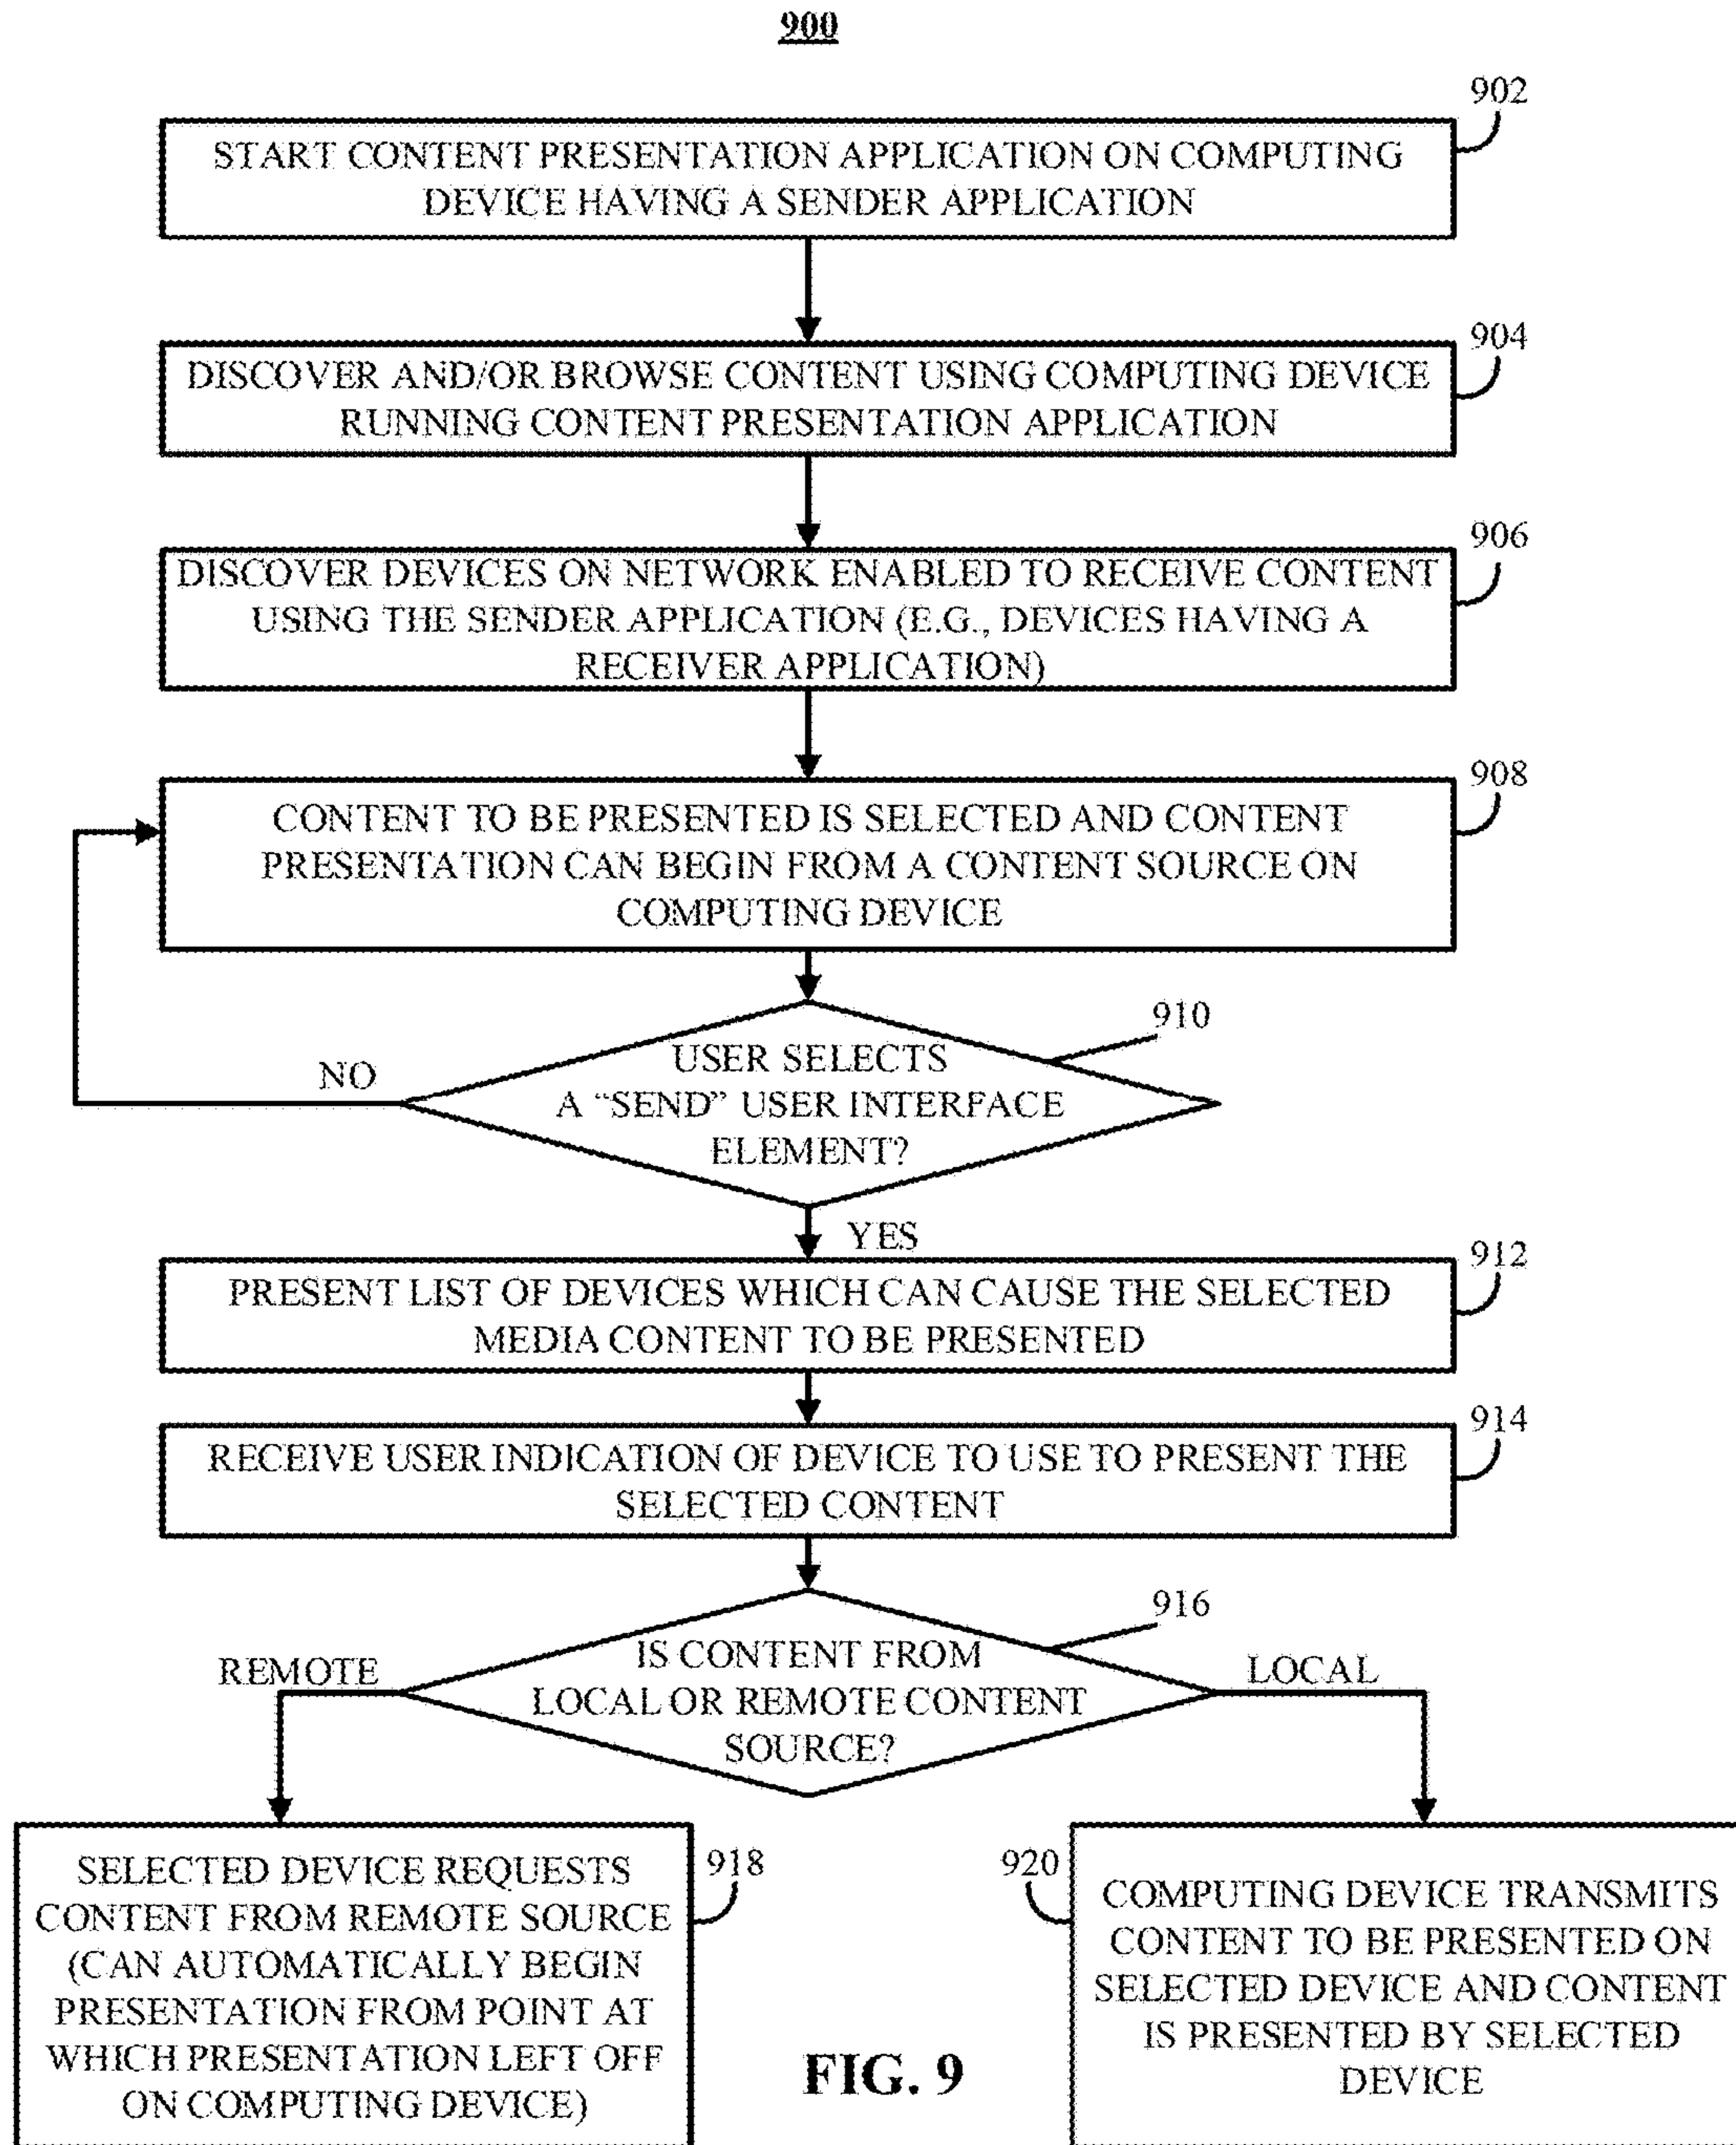 900
902
START CONTENT PRESENTATION APPLICATION ON COMPUTING
DEVICE HAVING A SENDER APPLICATION
904
DISCOVER AND/OR BROWSE CONTENT USING COMPUTING DEVICE
RUNNING CONTENT PRESENTATION APPLICATION
906
DISCOVER DEVICES ON NETWORK ENABLED TO RECEIVE CONTENT
USING THE SENDER APPLICATION (E.G., DEVICES HAVING A
RECEIVER APPLICATION)
908
CONTENT TO BE PRESENTED IS SELECTED AND CONTENT
PRESENTATION CAN BEGIN FROM A CONTENT SOURCE ON
COMPUTING DEVICE
910
USER SELECTS
A “SEND” USER INTERFACE
ELEMENT?
NO
YES
912
PRESENT LIST OF DEVICES WHICH CAN CAUSE THE SELECTED
MEDIA CONTENT TO BE PRESENTED
914
RECEIVE USER INDICATION OF DEVICE TO USE TO PRESENT THE
SELECTED CONTENT
916
IS CONTENT FROM
LOCAL OR REMOTE CONTENT
SOURCE?
REMOTE
LOCAL
918
SELECTED DEVICE REQUESTS
CONTENT FROM REMOTE SOURCE
(CAN AUTOMATICALLY BEGIN
PRESENTATION FROM POINT AT
WHICH PRESENTATION LEFT OFF
ON COMPUTING DEVICE)
920
COMPUTING DEVICE TRANSMITS
CONTENT TO BE PRESENTED ON
SELECTED DEVICE AND CONTENT
IS PRESENTED BY SELECTED
DEVICE
FIG. 9